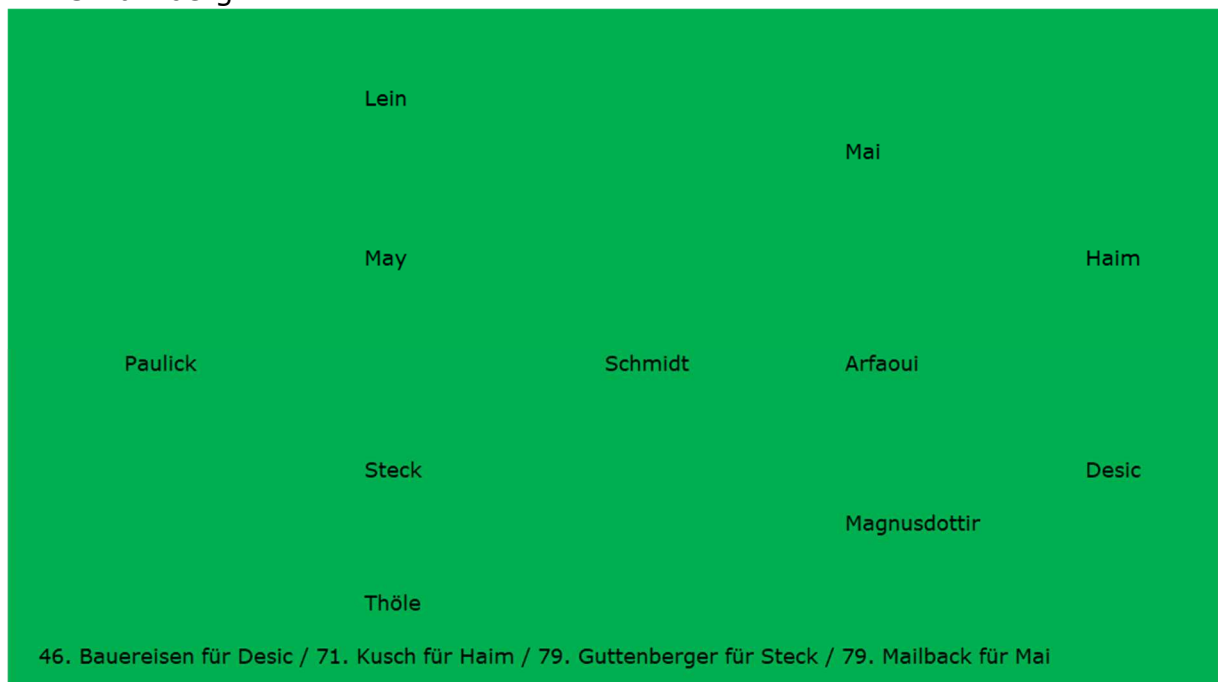 Lein
Mai
May Haim
Paulick Schmidt Arfaoui
Steck Desic
Magnusdottir
Thöle
46. Bauereisen für Desic / 71. Kusch für Haim / 79. Guttenberger für Steck / 79. Mailback für Mai